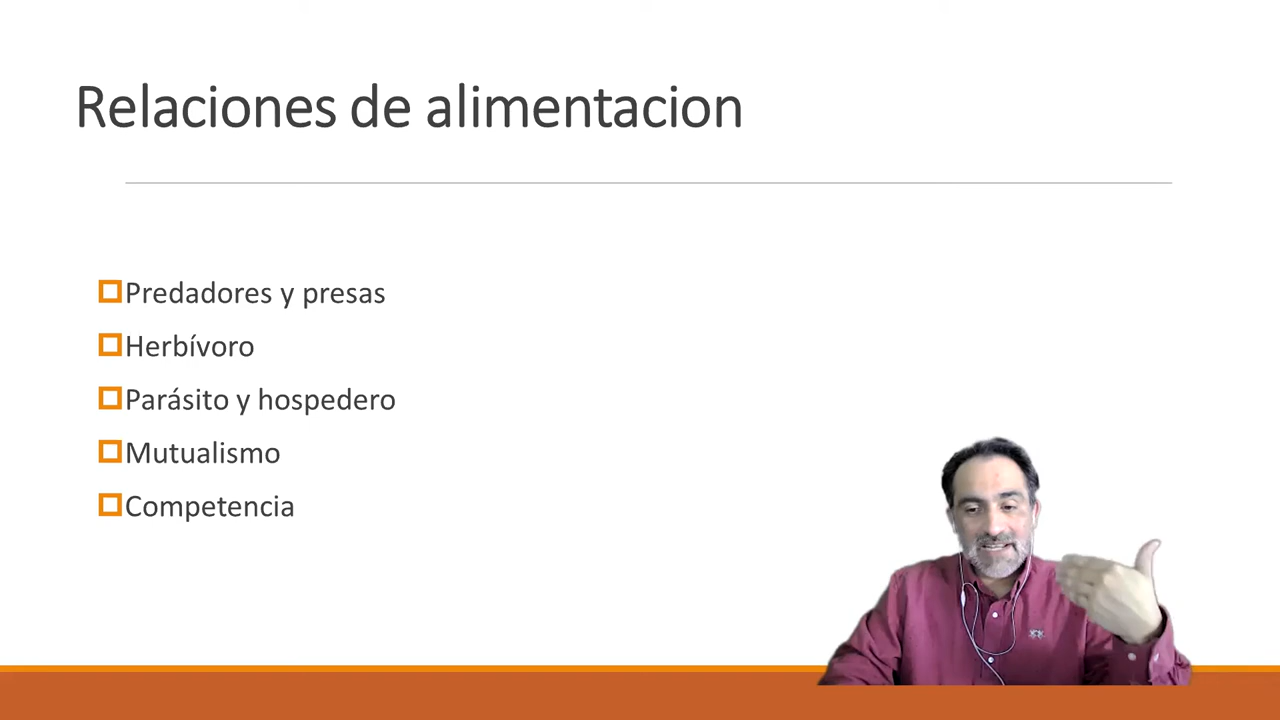 Relaciones de alimentacion
Predadores y presas
Herbívoro
Parásito y hospedero
Mutualismo
Competencia